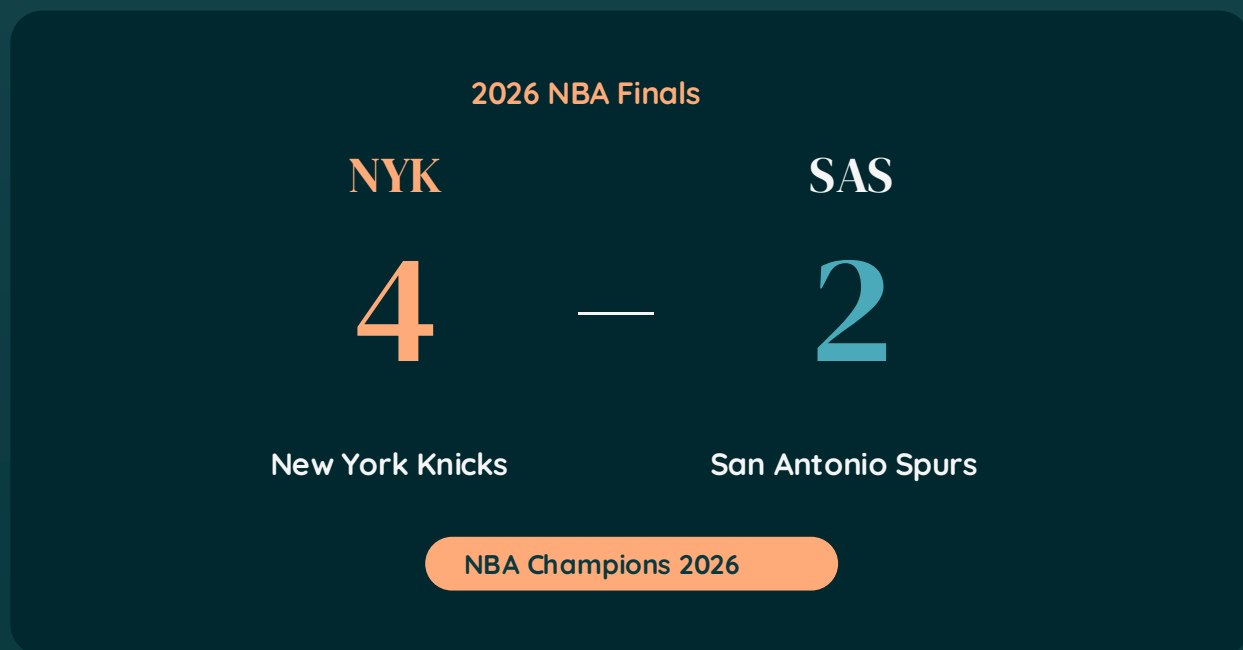 2026 NBA Finals
NYK SAS
4 — 2
New York Knicks San Antonio Spurs
NBA Champions 2026